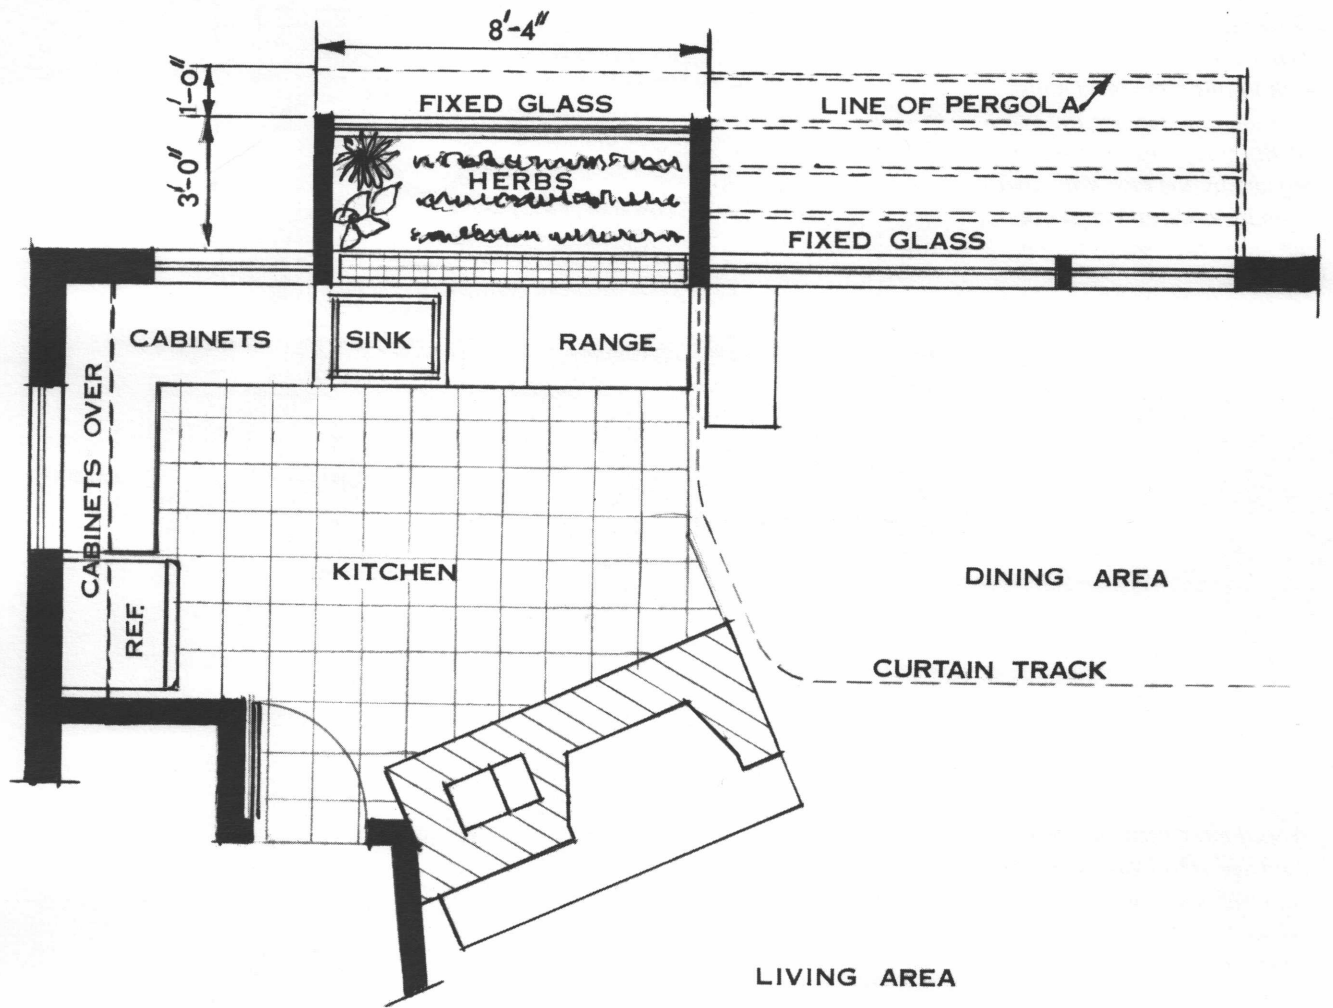 8'-4"
1'-0"
FIXED GLASS
LINE OF PERGOLA
3'-0"
HERBS
FIXED GLASS
CABINETS
SINK
RANGE
CABINETS OVER
KITCHEN
DINING AREA
REF.
CURTAIN TRACK
LIVING AREA